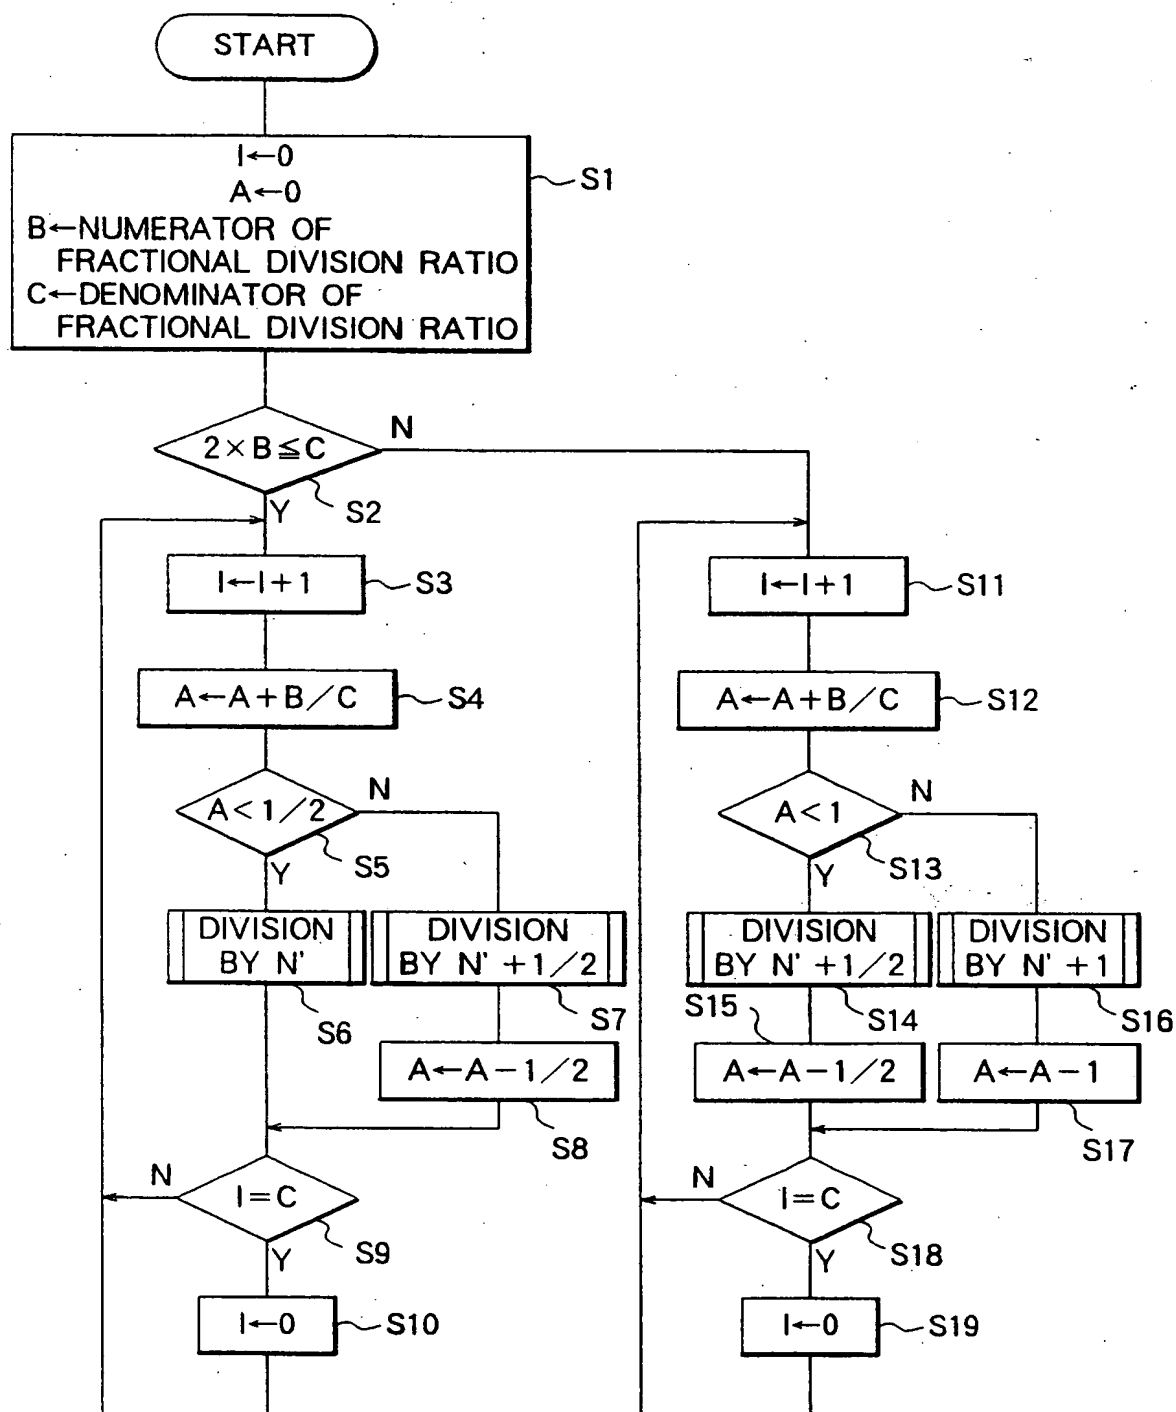 START
I←0
S1
A←0
B←NUMERATOR OF
FRACTIONAL DIVISION RATIO
C←DENOMINATOR OF
FRACTIONAL DIVISION RATIO
2×B≦C
N
S2
Y
I←I+1
S3
A←A+B/C
S4
A<1/2
N
S5
Y
DIVISION
BY N'
S6
DIVISION
BY N'+1/2
S7
A←A-1/2
S8
N
I=C
S9
Y
I←0
S10
I←I+1
S11
A←A+B/C
S12
A<1
N
S13
Y
DIVISION
BY N'+1/2
S14
DIVISION
BY N'+1
S16
S15
A←A-1/2
A←A-1
S17
N
I=C
S18
Y
I←0
S19